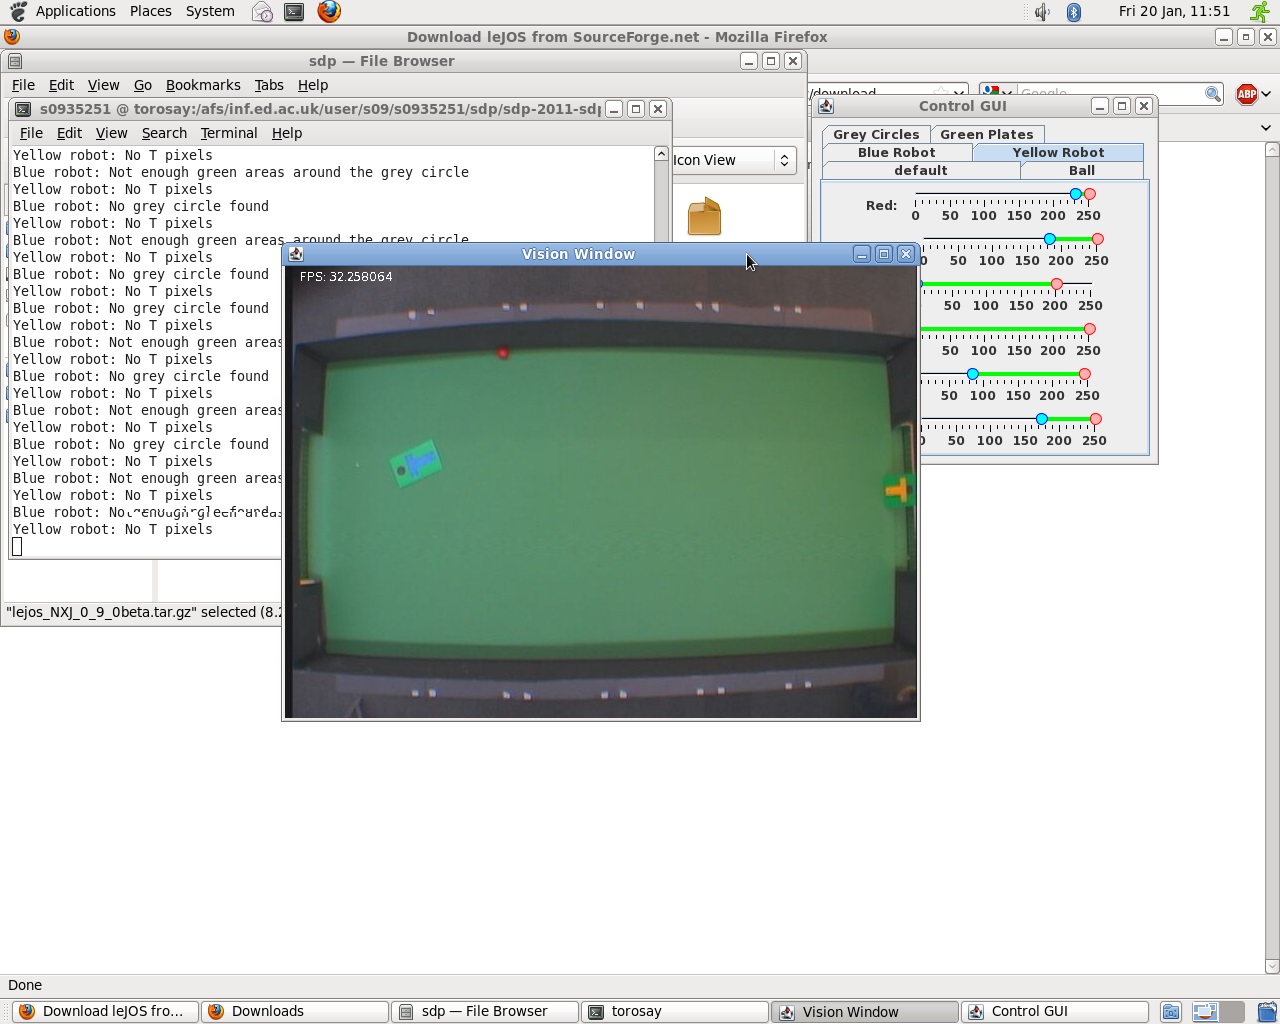 Applications Places System Fri 20 Jan, 11:51
Download leJOS from SourceForge.net - Mozilla Firefox
sdp — File Browser
File Edit View Go Bookmarks Tabs Help
/download
Google
ABP
s0935251 @ torosay:/afs/inf.ed.ac.uk/user/s09/s0935251/sdp/sdp-2011-sdp
File Edit View Search Terminal Help
Yellow robot: No T pixels
Blue robot: Not enough green areas around the grey circle
Yellow robot: No T pixels
Blue robot: No grey circle found
Yellow robot: No T pixels
Blue robot: Not enough green areas around the grey circle
Yellow robot: No T pixels
Blue robot: No grey circle found
Yellow robot: No T pixels
Blue robot: No grey circle found
Yellow robot: No T pixels
Blue robot: Not enough green areas
Yellow robot: No T pixels
Blue robot: No grey circle found
Yellow robot: No T pixels
Blue robot: Not enough green areas
Yellow robot: No T pixels
Blue robot: No grey circle found
Yellow robot: No T pixels
Blue robot: Not enough green areas
Yellow robot: No T pixels
Blue robot:
Yellow robot: No T pixels
Icon View
"lejos_NXJ_0_9_0beta.tar.gz" selected (8.2
Vision Window
FPS: 32.258064
Control GUI
Grey Circles Green Plates
Blue Robot Yellow Robot
default Ball
Red:
0 50 100 150 200 250
0 50 100 150 200 250
50 100 150 200 250
50 100 150 200 250
50 100 150 200 250
0 50 100 150 200 250
Done
Download leJOS fro... Downloads sdp — File Browser torosay Vision Window Control GUI